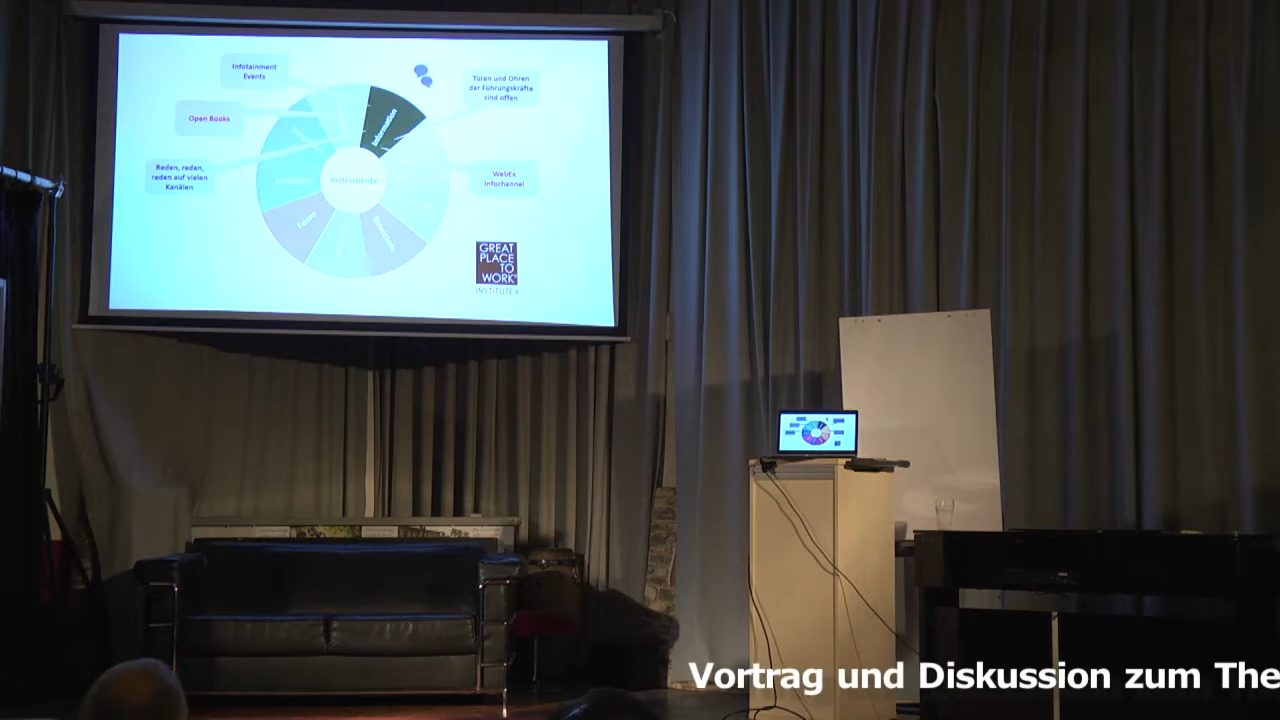 Infotainment
Events
Türen und Ohren
der Führungskräfte
sind offen
Open Books
Information
Reden, reden,
reden auf vielen
Kanälen
Instrumente
WebEx
Infochannel
Feiern
GREAT
PLACE
TO
WORK®
INSTITUTE
Vortrag und Diskussion zum The